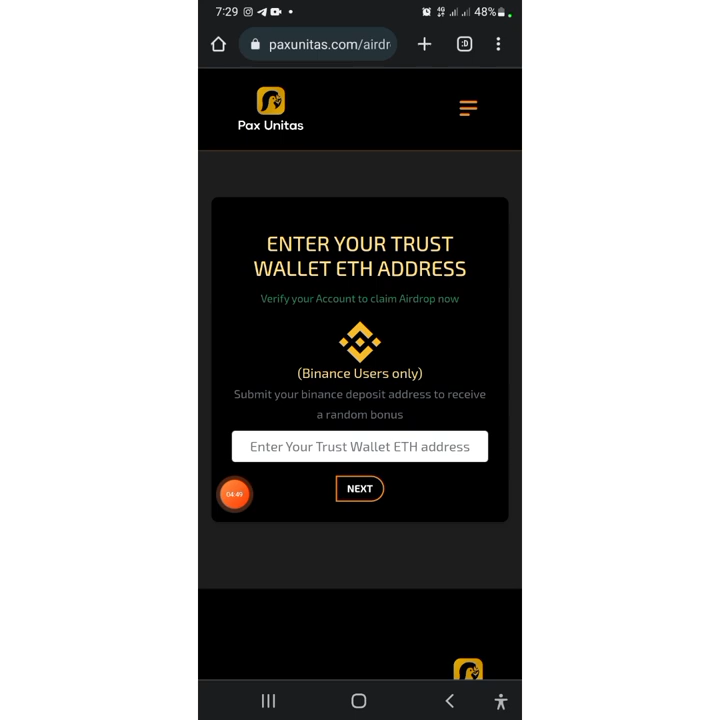 7:29
4G
48%
paxunitas.com/airdr
:D
Pax Unitas
ENTER YOUR TRUST
WALLET ETH ADDRESS
Verify your Account to claim Airdrop now
(Binance Users only)
Submit your binance deposit address to receive
a random bonus
Enter Your Trust Wallet ETH address
NEXT
04:49